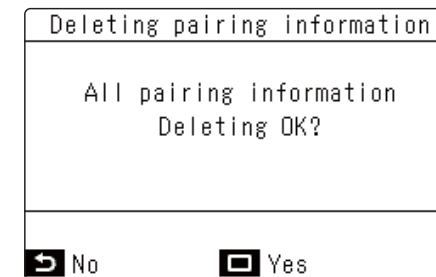 Deleting pairing information
All pairing information
Deleting OK?
No Yes